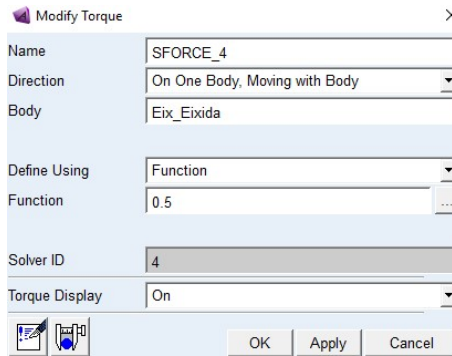 Modify Torque
Name SFORCE_4
Direction On One Body, Moving with Body
Body Eix_Eixida
Define Using Function
Function 0.5 ...
Solver ID 4
Torque Display On
OK Apply Cancel